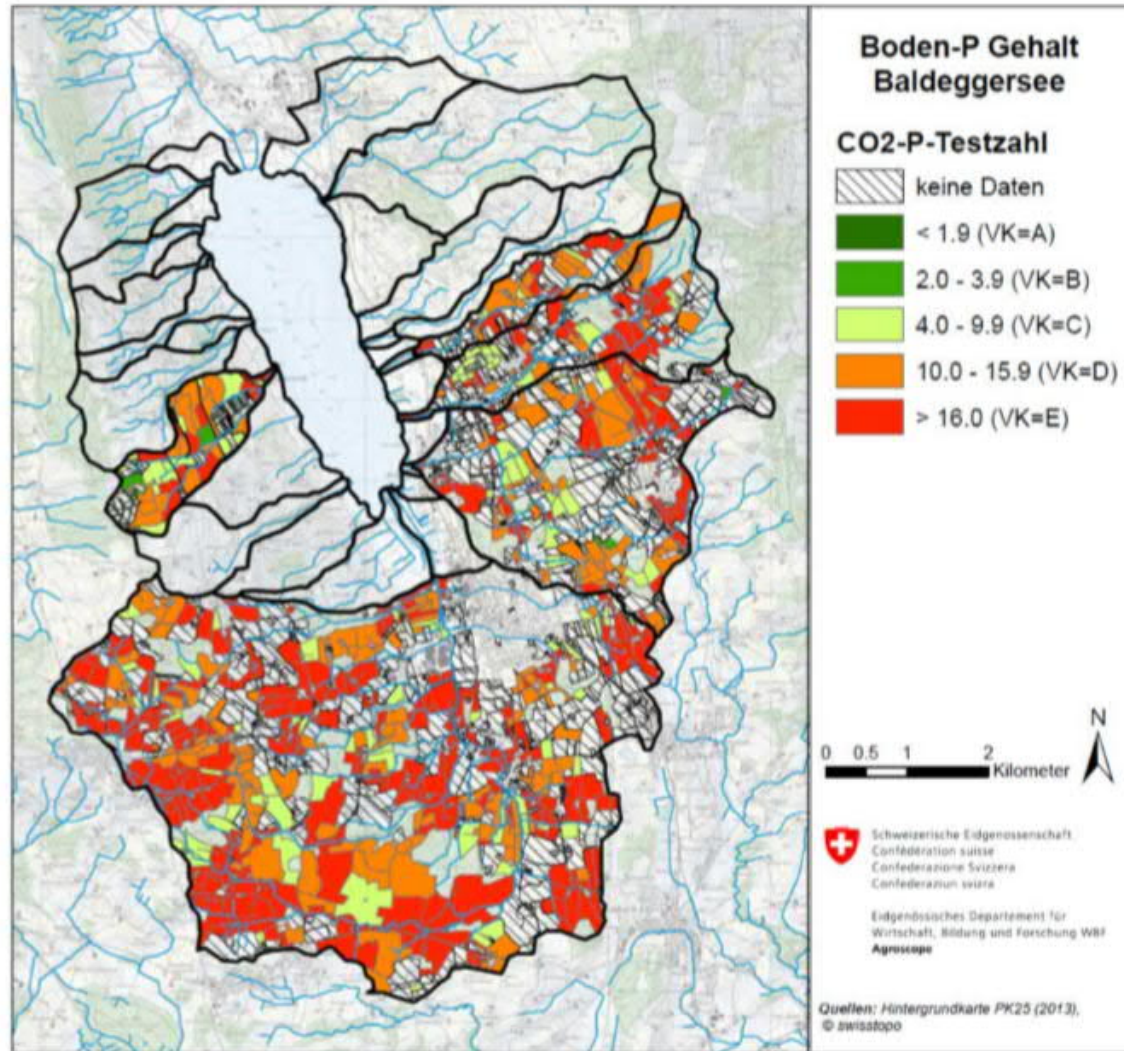 Boden-P Gehalt
Baldeggersee
CO2-P-Testzahl
keine Daten
< 1.9 (VK=A)
2.0 - 3.9 (VK=B)
4.0 - 9.9 (VK=C)
10.0 - 15.9 (VK=D)
> 16.0 (VK=E)
N
0 0.5 1 2
Kilometer
Schweizerische Eidgenossenschaft
Confédération suisse
Confederazione Svizzera
Confederaziun svizra
Eidgenössisches Departement für
Wirtschaft, Bildung und Forschung WBF
Agroscope
Quellen: Hintergrundkarte PK25 (2013),
© swisstopo